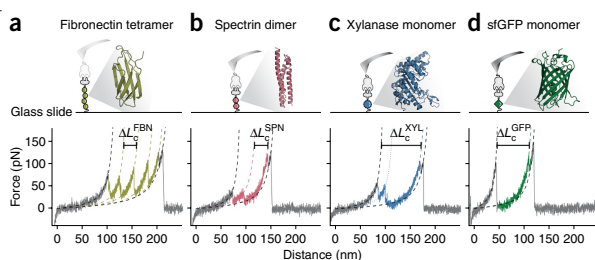 a Fibronectin tetramer b Spectrin dimer c Xylanase monomer d sfGFP monomer
Glass slide
ΔL_c^FBN ΔL_c^SPN ΔL_c^XYL ΔL_c^GFP
Force (pN)
150
100
50
0
0 50 100 150 200 0 50 100 150 200 0 50 100 150 200 0 50 100 150 200
Distance (nm)